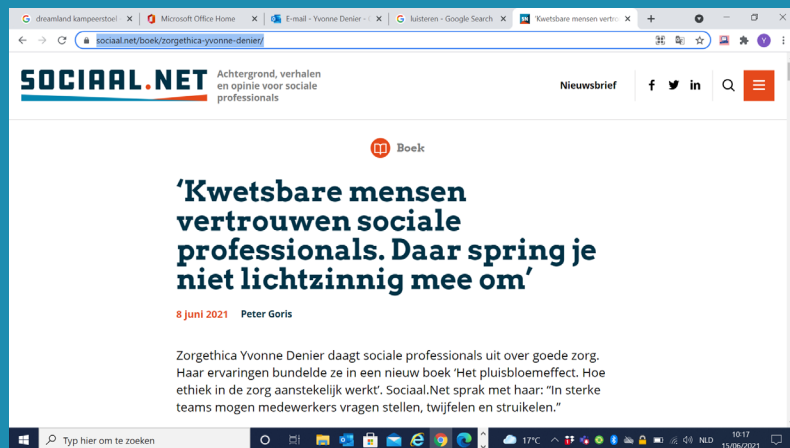 dreamland kampeerstoel -
Microsoft Office Home
E-mail - Yvonne Denier -
luisteren - Google Search
'Kwetsbare mensen vertro
sociaal.net/boek/zorgethica-yvonne-denier/
Y
SOCIAAL.NET
Achtergrond, verhalen
en opinie voor sociale
professionals
Nieuwsbrief
Boek
'Kwetsbare mensen
vertrouwen sociale
professionals. Daar spring je
niet lichtzinnig mee om'
8 juni 2021 Peter Goris
Zorgethica Yvonne Denier daagt sociale professionals uit over goede zorg.
Haar ervaringen bundelde ze in een nieuw boek 'Het pluisbloemeffect. Hoe
ethiek in de zorg aanstekelijk werkt'. Sociaal.Net sprak met haar: "In sterke
teams mogen medewerkers vragen stellen, twijfelen en struikelen."
Typ hier om te zoeken
17°C
NLD
10:17
15/06/2021